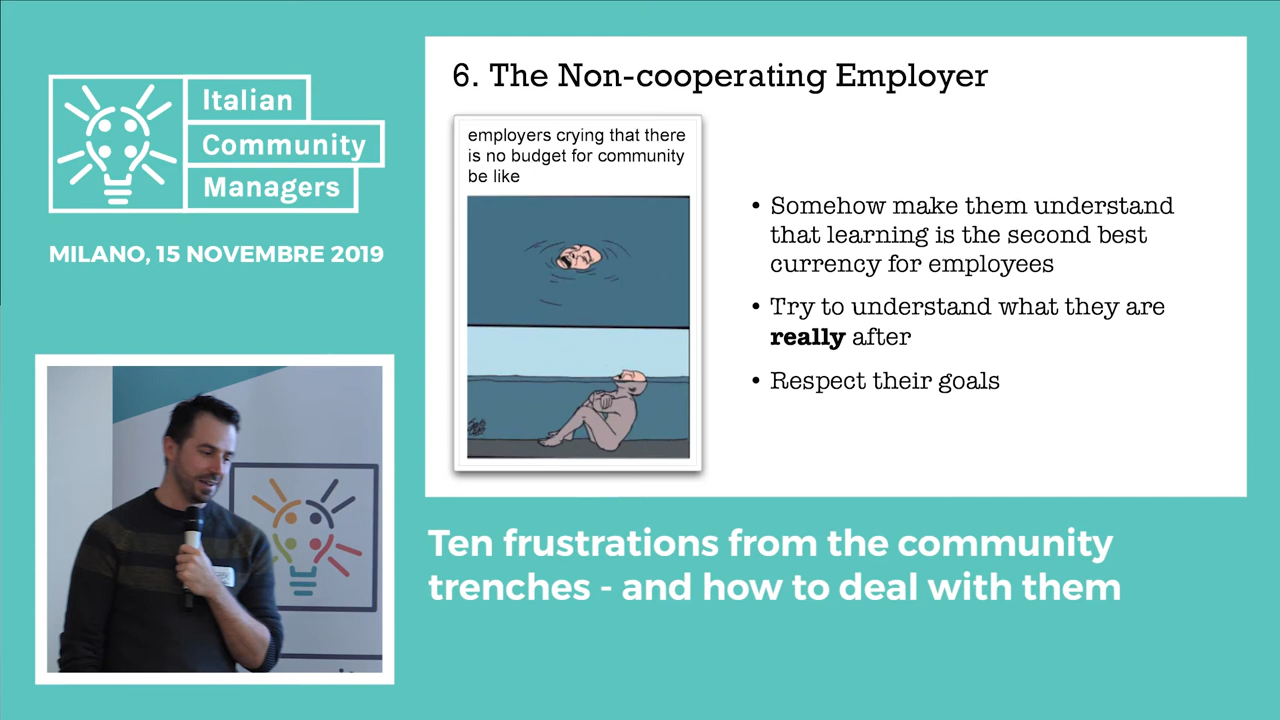 Italian
Community
Managers
MILANO, 15 NOVEMBRE 2019
6. The Non-cooperating Employer
employers crying that there
is no budget for community
be like
• Somehow make them understand
that learning is the second best
currency for employees
• Try to understand what they are
really after
• Respect their goals
Ten frustrations from the community
trenches - and how to deal with them